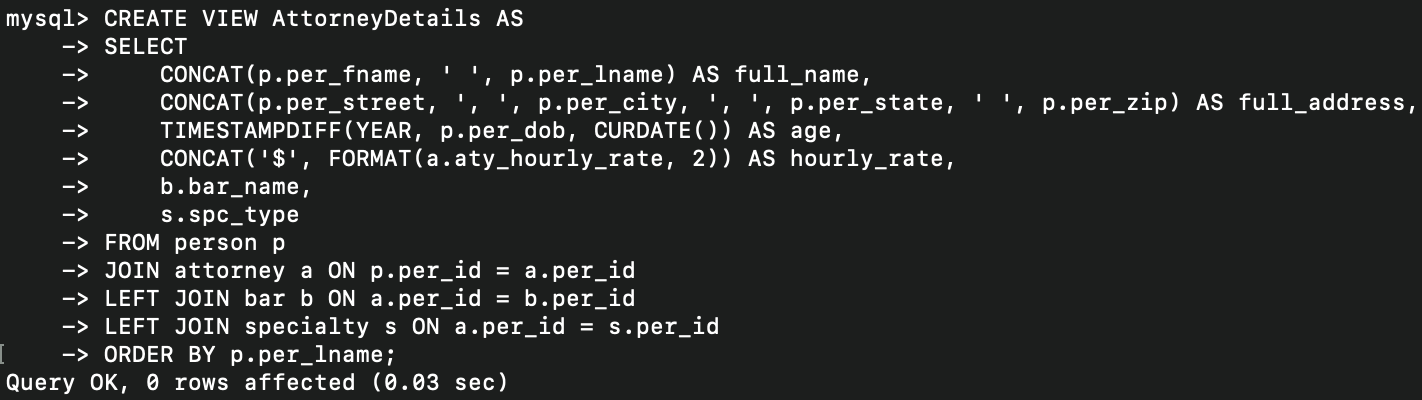 mysql> CREATE VIEW AttorneyDetails AS
    -> SELECT
    ->     CONCAT(p.per_fname, ' ', p.per_lname) AS full_name,
    ->     CONCAT(p.per_street, ', ', p.per_city, ', ', p.per_state, ' ', p.per_zip) AS full_address,
    ->     TIMESTAMPDIFF(YEAR, p.per_dob, CURDATE()) AS age,
    ->     CONCAT('$', FORMAT(a.aty_hourly_rate, 2)) AS hourly_rate,
    ->     b.bar_name,
    ->     s.spc_type
    -> FROM person p
    -> JOIN attorney a ON p.per_id = a.per_id
    -> LEFT JOIN bar b ON a.per_id = b.per_id
    -> LEFT JOIN specialty s ON a.per_id = s.per_id
    -> ORDER BY p.per_lname;
Query OK, 0 rows affected (0.03 sec)